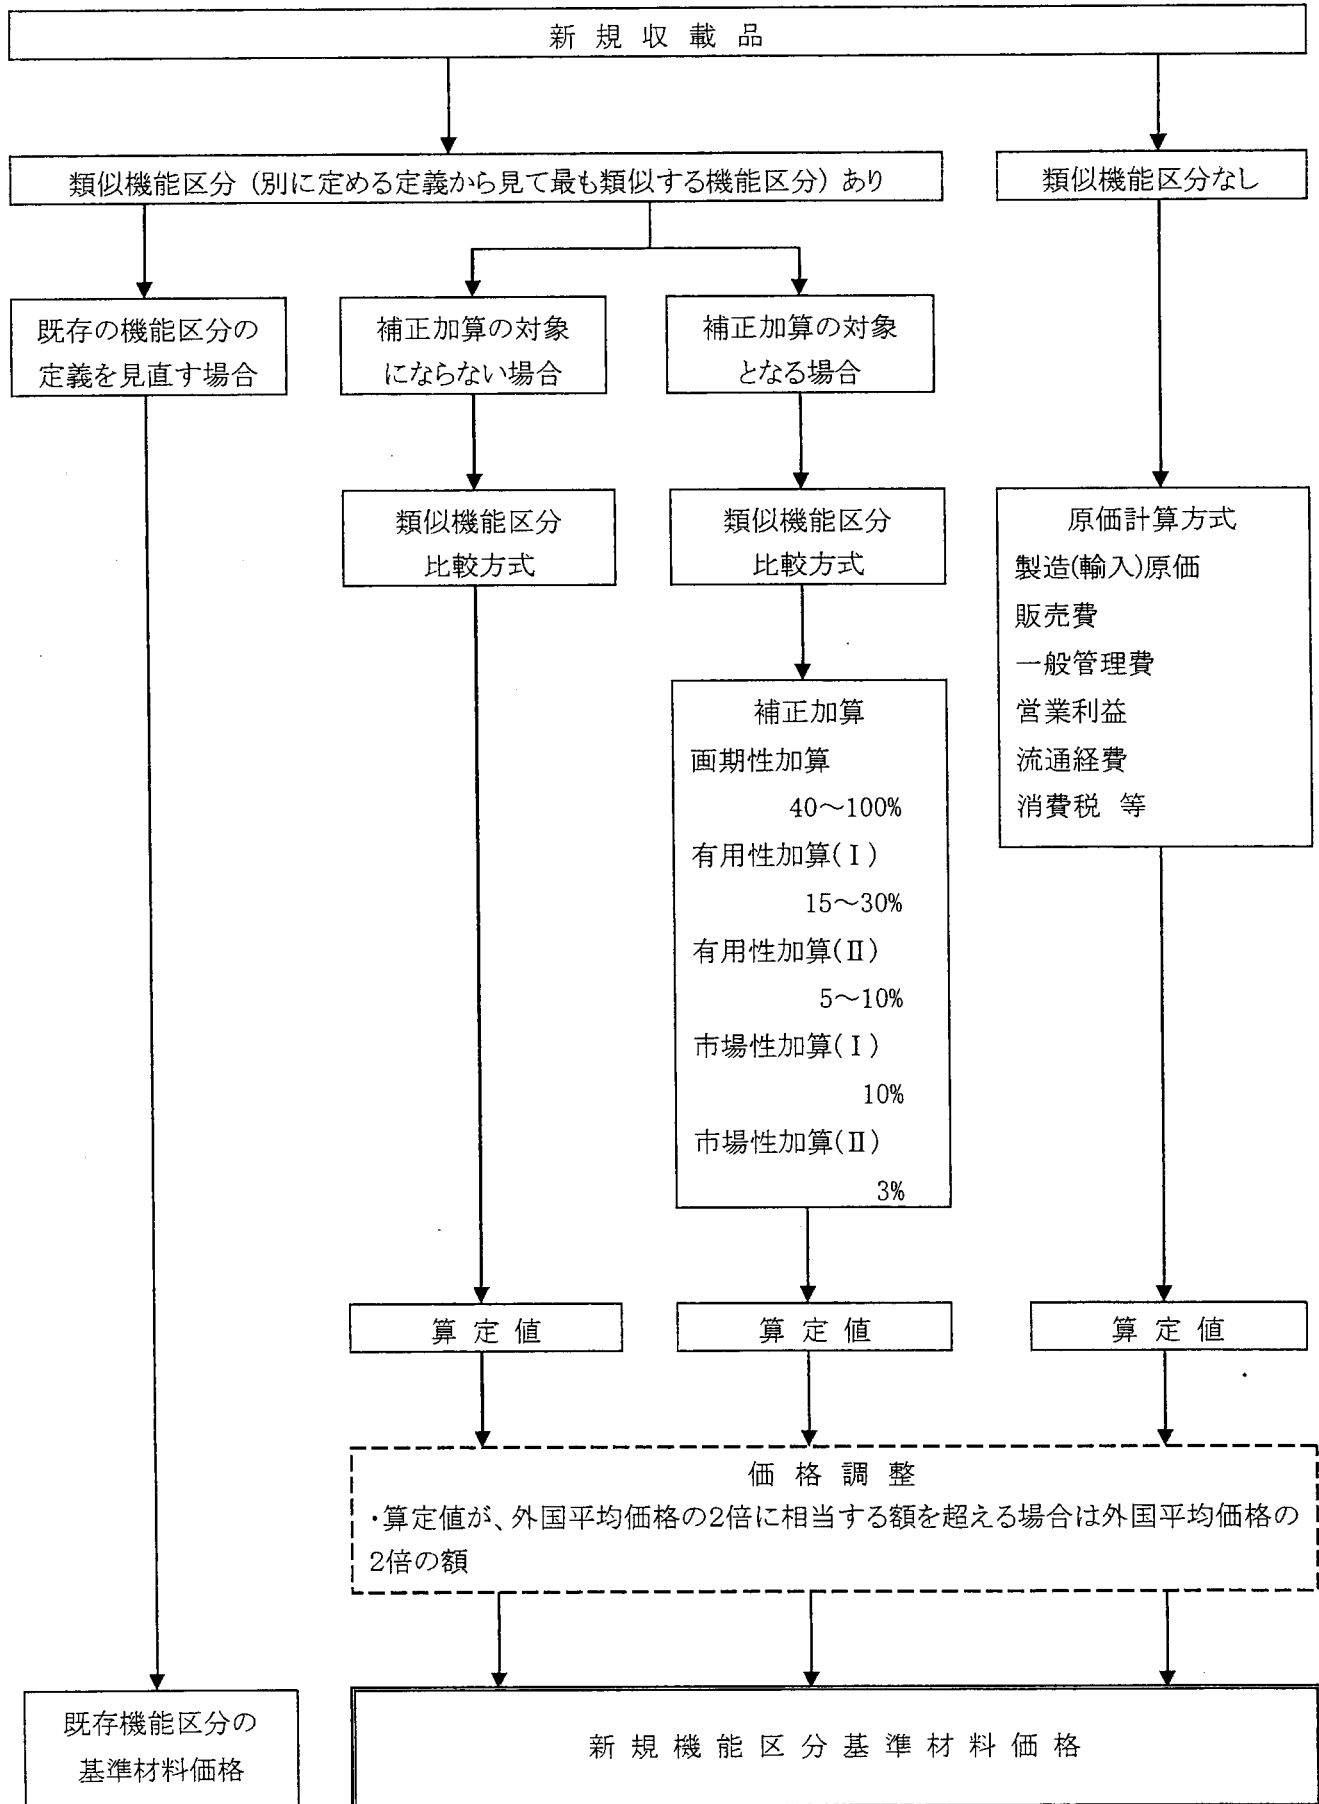 新規収載品
類似機能区分 (別に定める定義から見て最も類似する機能区分) あり
類似機能区分なし
既存の機能区分の
定義を見直す場合
補正加算の対象
にならない場合
補正加算の対象
となる場合
類似機能区分
比較方式
類似機能区分
比較方式
原価計算方式
製造(輸入)原価
販売費
一般管理費
営業利益
流通経費
消費税 等
補正加算
画期性加算
40～100%
有用性加算(Ⅰ)
15～30%
有用性加算(Ⅱ)
5～10%
市場性加算(Ⅰ)
10%
市場性加算(Ⅱ)
3%
算定値
算定値
算定値
価格調整
・算定値が、外国平均価格の2倍に相当する額を超える場合は外国平均価格の
2倍の額
既存機能区分の
基準材料価格
新規機能区分基準材料価格